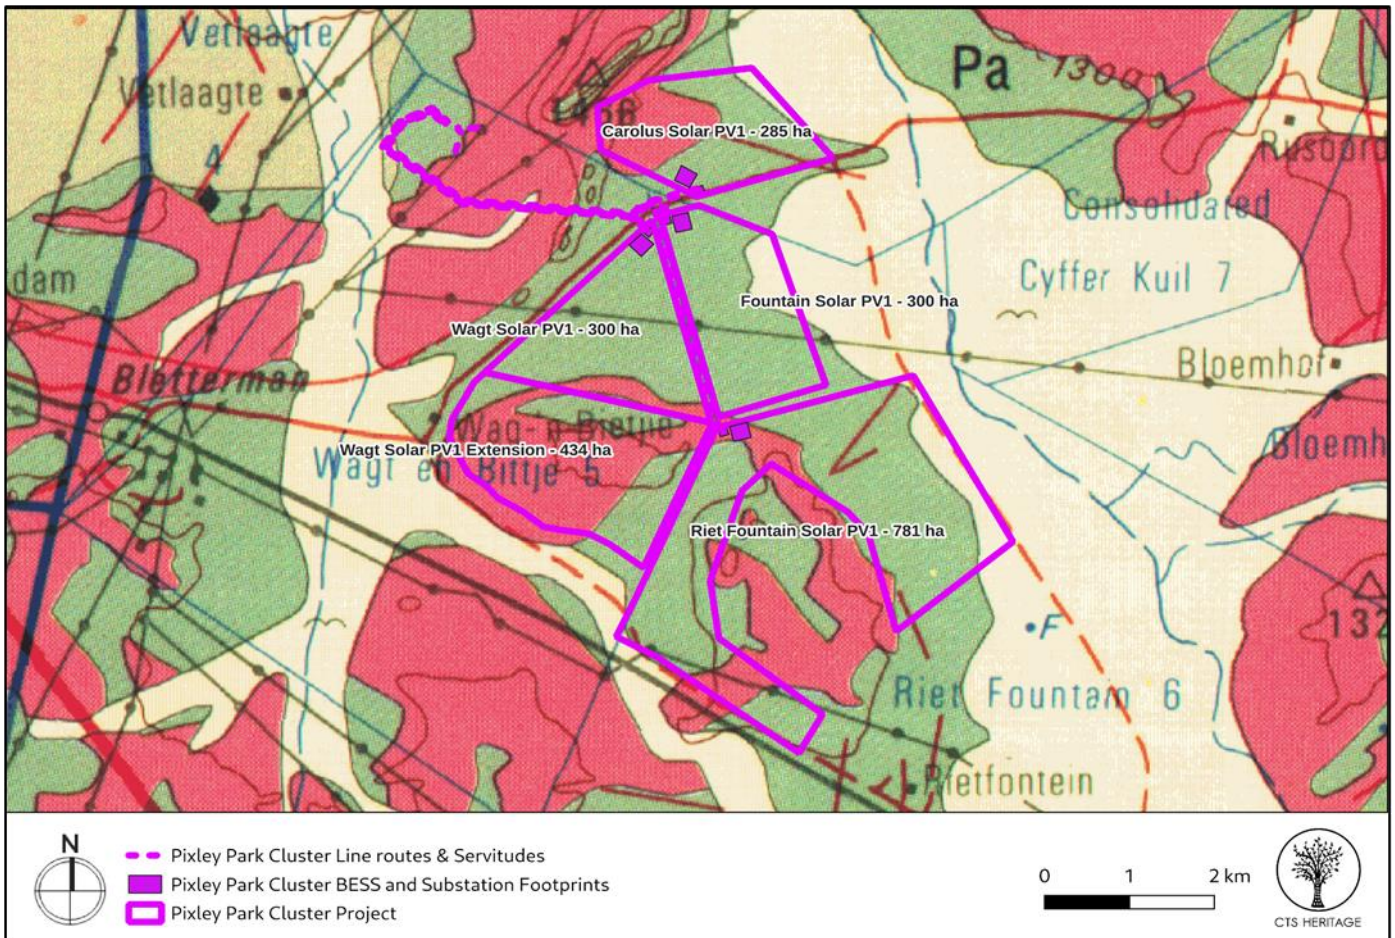 Vetlaagte
Pa
1300
Vetlaagte
1456
Carolus Solar PV1 - 285 ha
4
Consolidated
dam
Cyffer Kuil 7
Fountain Solar PV1 - 300 ha
Wagt Solar PV1 - 300 ha
Bloemhof
Bletterman
Wag-'n-Bietjie
Bloemh
Wagt Solar PV1 Extension - 434 ha
Wagt en Bittje 5
Riet Fountain Solar PV1 - 781 ha
F
132
Riet Fountain 6
Rietfontein
N
Pixley Park Cluster Line routes & Servitudes
Pixley Park Cluster BESS and Substation Footprints
Pixley Park Cluster Project
0 1 2 km
CTS HERITAGE